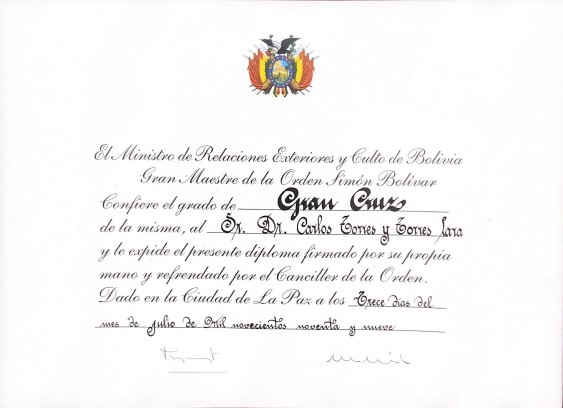 El Ministro de Relaciones Exteriores y Culto de Bolivia
Gran Maestre de la Orden Simón Bolívar
Confiere el grado de Gran Cruz
de la misma, al Sr. Dr. Carlos Torres y Torres Lara
y le expide el presente diploma firmado por su propia
mano y refrendado por el Canciller de la Orden.
Dado en la Ciudad de La Paz a los Trece días del
mes de Julio de Mil novecientos noventa y nueve